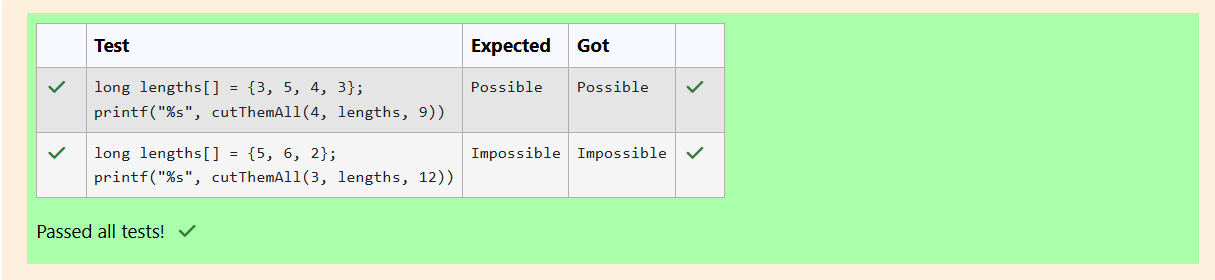 Test Expected Got
long lengths[] = {3, 5, 4, 3}; Possible Possible
printf("%s", cutThemAll(4, lengths, 9))
long lengths[] = {5, 6, 2}; Impossible Impossible
printf("%s", cutThemAll(3, lengths, 12))
Passed all tests!